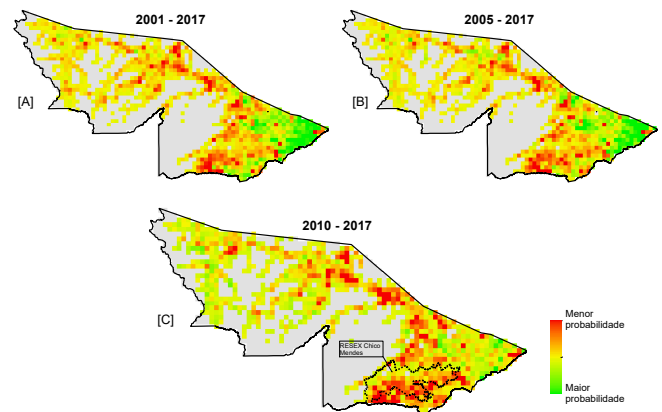 2001 - 2017
2005 - 2017
[A]
[B]
2010 - 2017
[C]
RESEX Chico
Mendes
Menor
probabilidade
Maior
probabilidade